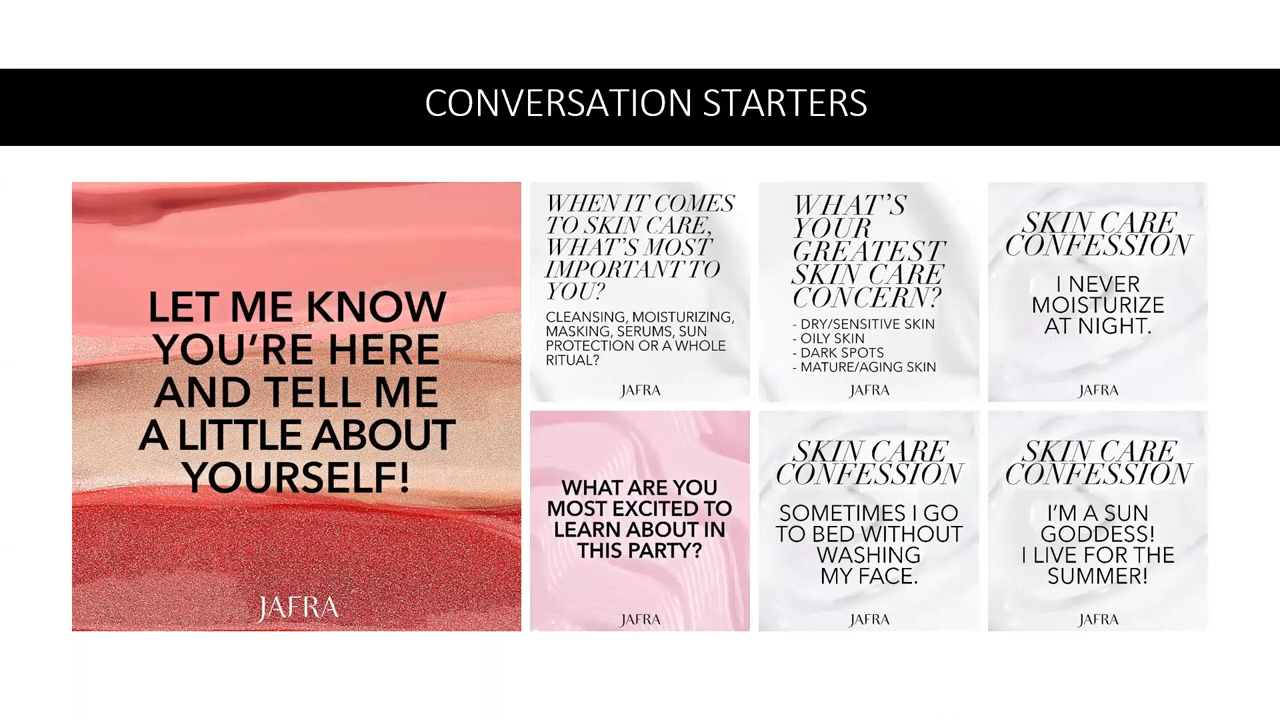 CONVERSATION STARTERS
LET ME KNOW
YOU'RE HERE
AND TELL ME
A LITTLE ABOUT
YOURSELF!
JAFRA
WHEN IT COMES
TO SKIN CARE,
WHAT'S MOST
IMPORTANT TO
YOU?
CLEANSING, MOISTURIZING,
MASKING, SERUMS, SUN
PROTECTION OR A WHOLE
RITUAL?
JAFRA
WHAT'S
YOUR
GREATEST
SKIN CARE
CONCERN?
- DRY/SENSITIVE SKIN
- OILY SKIN
- DARK SPOTS
- MATURE/AGING SKIN
JAFRA
SKIN CARE
CONFESSION
I NEVER
MOISTURIZE
AT NIGHT.
JAFRA
WHAT ARE YOU
MOST EXCITED TO
LEARN ABOUT IN
THIS PARTY?
JAFRA
SKIN CARE
CONFESSION
SOMETIMES I GO
TO BED WITHOUT
WASHING
MY FACE.
JAFRA
SKIN CARE
CONFESSION
I'M A SUN
GODDESS!
I LIVE FOR THE
SUMMER!
JAFRA